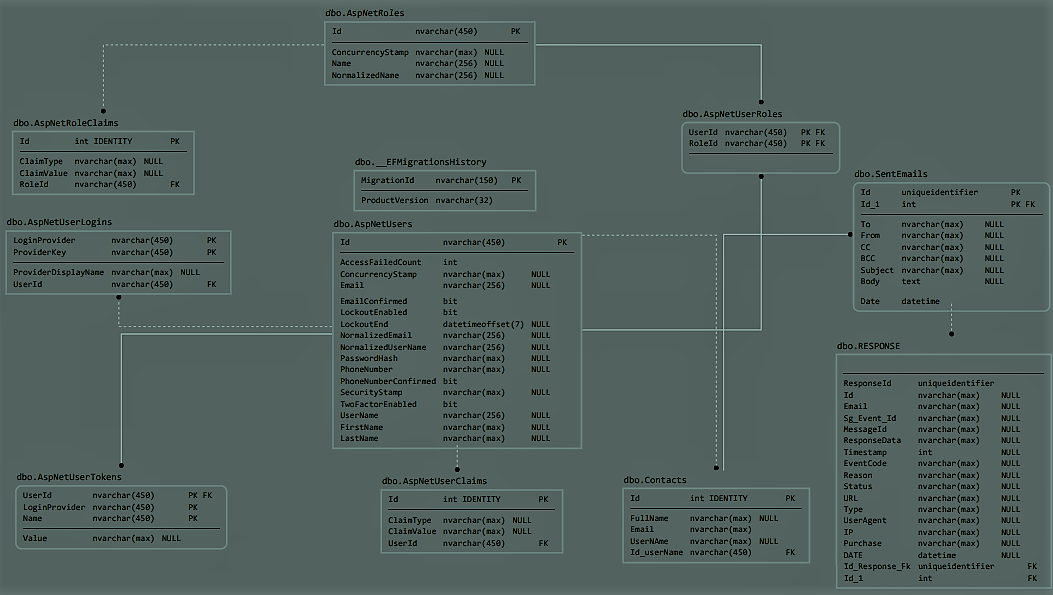 dbo.AspNetRoles
Id nvarchar(450) PK
ConcurrencyStamp nvarchar(max) NULL
Name nvarchar(256) NULL
NormalizedName nvarchar(256) NULL
dbo.AspNetRoleClaims
Id int IDENTITY PK
ClaimType nvarchar(max) NULL
ClaimValue nvarchar(max) NULL
RoleId nvarchar(450) FK
dbo.AspNetUserRoles
UserId nvarchar(450) PK FK
RoleId nvarchar(450) PK FK
dbo.__EFMigrationsHistory
MigrationId nvarchar(150) PK
ProductVersion nvarchar(32)
dbo.SentEmails
Id uniqueidentifier PK
Id_1 int PK FK
To nvarchar(max) NULL
From nvarchar(max) NULL
CC nvarchar(max) NULL
BCC nvarchar(max) NULL
Subject nvarchar(max) NULL
Body text NULL
Date datetime
dbo.AspNetUserLogins
LoginProvider nvarchar(450) PK
ProviderKey nvarchar(450) PK
ProviderDisplayName nvarchar(max) NULL
UserId nvarchar(450) FK
dbo.AspNetUsers
Id nvarchar(450) PK
AccessFailedCount int
ConcurrencyStamp nvarchar(max) NULL
Email nvarchar(256) NULL
EmailConfirmed bit
LockoutEnabled bit
LockoutEnd datetimeoffset(7) NULL
NormalizedEmail nvarchar(256) NULL
NormalizedUserName nvarchar(256) NULL
PasswordHash nvarchar(max) NULL
PhoneNumber nvarchar(max) NULL
PhoneNumberConfirmed bit
SecurityStamp nvarchar(max) NULL
TwoFactorEnabled bit
UserName nvarchar(256) NULL
FirstName nvarchar(max) NULL
LastName nvarchar(max) NULL
dbo.RESPONSE
ResponseId uniqueidentifier
Id nvarchar(max) NULL
Email nvarchar(max) NULL
Sg_Event_Id nvarchar(max) NULL
MessageId nvarchar(max) NULL
ResponseData nvarchar(max) NULL
Timestamp int NULL
EventCode nvarchar(max) NULL
Reason nvarchar(max) NULL
Status nvarchar(max) NULL
URL nvarchar(max) NULL
Type nvarchar(max) NULL
UserAgent nvarchar(max) NULL
IP nvarchar(max) NULL
Purchase nvarchar(max) NULL
DATE datetime NULL
Id_Response_Fk uniqueidentifier FK
Id_1 int FK
dbo.AspNetUserTokens
UserId nvarchar(450) PK FK
LoginProvider nvarchar(450) PK
Name nvarchar(450) PK
Value nvarchar(max) NULL
dbo.AspNetUserClaims
Id int IDENTITY PK
ClaimType nvarchar(max) NULL
ClaimValue nvarchar(max) NULL
UserId nvarchar(450) FK
dbo.Contacts
Id int IDENTITY PK
FullName nvarchar(max) NULL
Email nvarchar(max)
UserNAme nvarchar(max) NULL
Id_userName nvarchar(450) FK